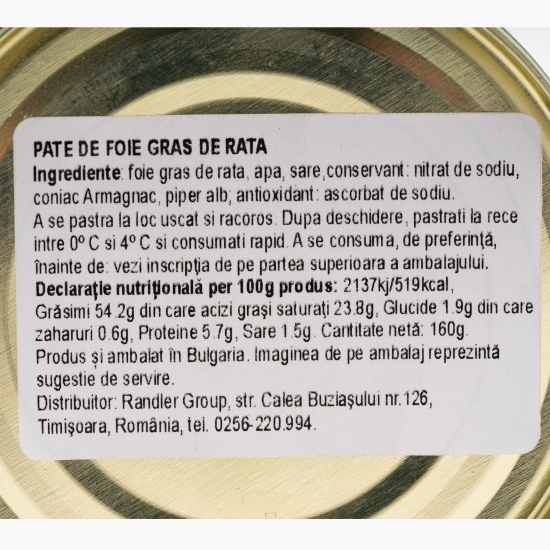 PATE DE FOIE GRAS DE RATA
Ingrediente: foie gras de rata, apa, sare,conservant: nitrat de sodiu,
coniac Armagnac, piper alb; antioxidant: ascorbat de sodiu.
A se pastra la loc uscat si racoros. Dupa deschidere, pastrati la rece
intre 0º C si 4º C si consumati rapid. A se consuma, de preferință,
înainte de: vezi inscripția de pe partea superioara a ambalajului.
Declarație nutrițională per 100g produs: 2137kj/519kcal,
Grăsimi 54.2g din care acizi grași saturați 23.8g, Glucide 1.9g din care
zaharuri 0.6g, Proteine 5.7g, Sare 1.5g. Cantitate netă: 160g.
Produs și ambalat în Bulgaria. Imaginea de pe ambalaj reprezintă
sugestie de servire.
Distribuitor: Randler Group, str. Calea Buziașului nr.126,
Timișoara, România, tel. 0256-220.994.